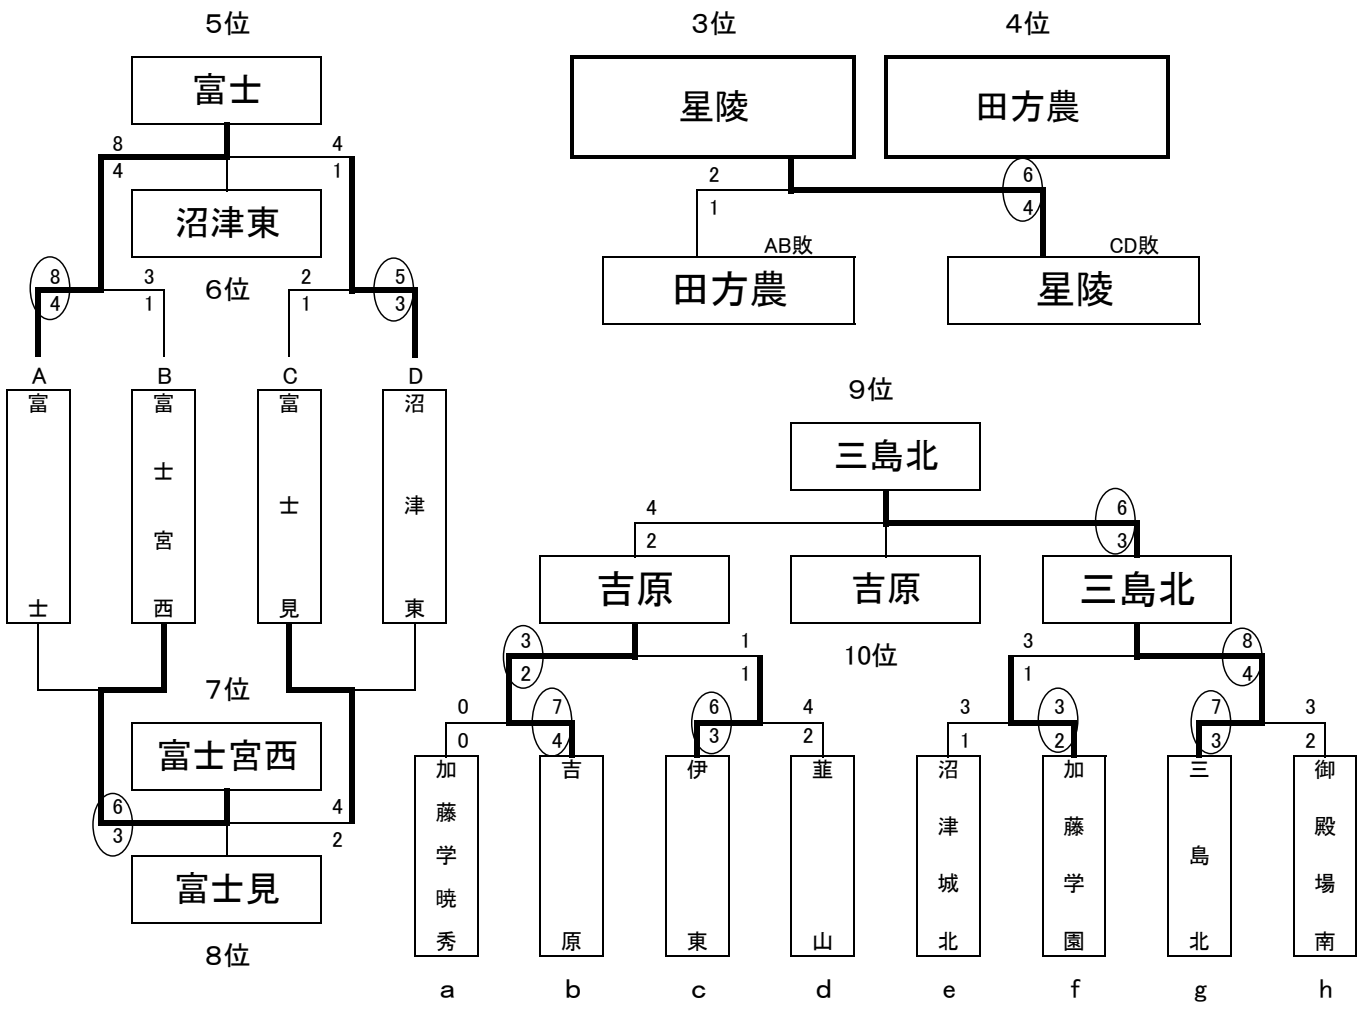 ５位
富士
8
4
4
1
沼津東
６位
8
4
3
1
2
1
5
3
A
B
C
D
富士
富士宮西
富士見
沼津東
７位
富士宮西
6
3
4
2
富士見
８位
３位
４位
星陵
田方農
2
1
6
4
AB敗
CD敗
田方農
星陵
９位
三島北
4
2
6
3
吉原
吉原
三島北
10位
3
2
1
1
3
1
8
4
0
0
7
4
6
3
4
2
3
1
3
2
7
3
3
2
加藤学暁秀
吉原
伊東
韮山
沼津城北
加藤学園
三島北
御殿場南
a
b
c
d
e
f
g
h